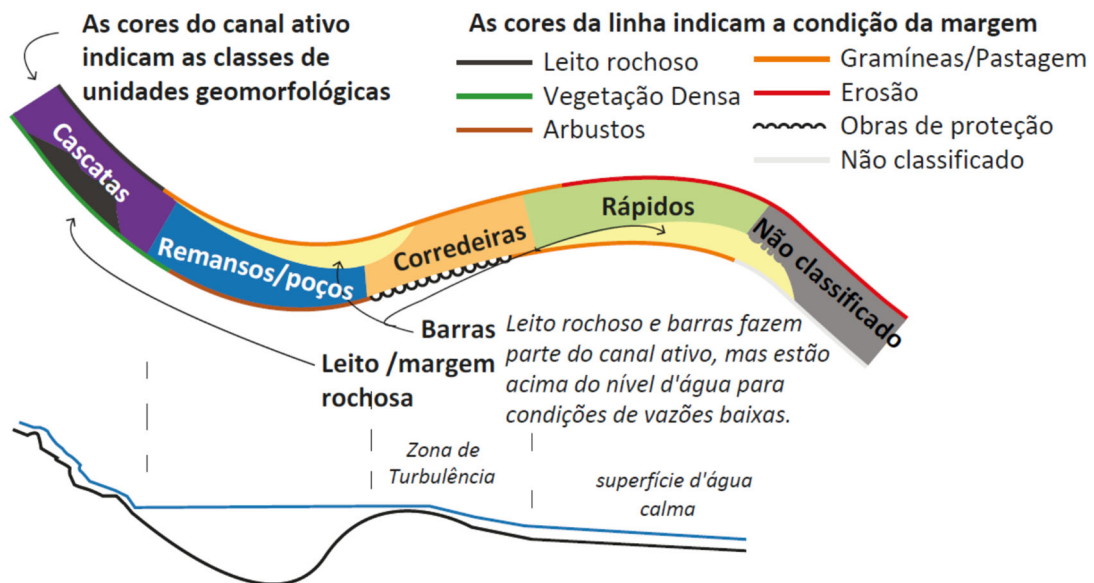 As cores do canal ativo
indicam as classes de
unidades geomorfológicas
As cores da linha indicam a condição da margem
Leito rochoso
Vegetação Densa
Arbustos
Gramíneas/Pastagem
Erosão
Obras de proteção
Não classificado
Cascatas
Remansos/poços
Corredeiras
Rápidos
Não classificado
Barras
Leito /margem
rochosa
Leito rochoso e barras fazem
parte do canal ativo, mas estão
acima do nível d'água para
condições de vazões baixas.
Zona de
Turbulência
superfície d'água
calma